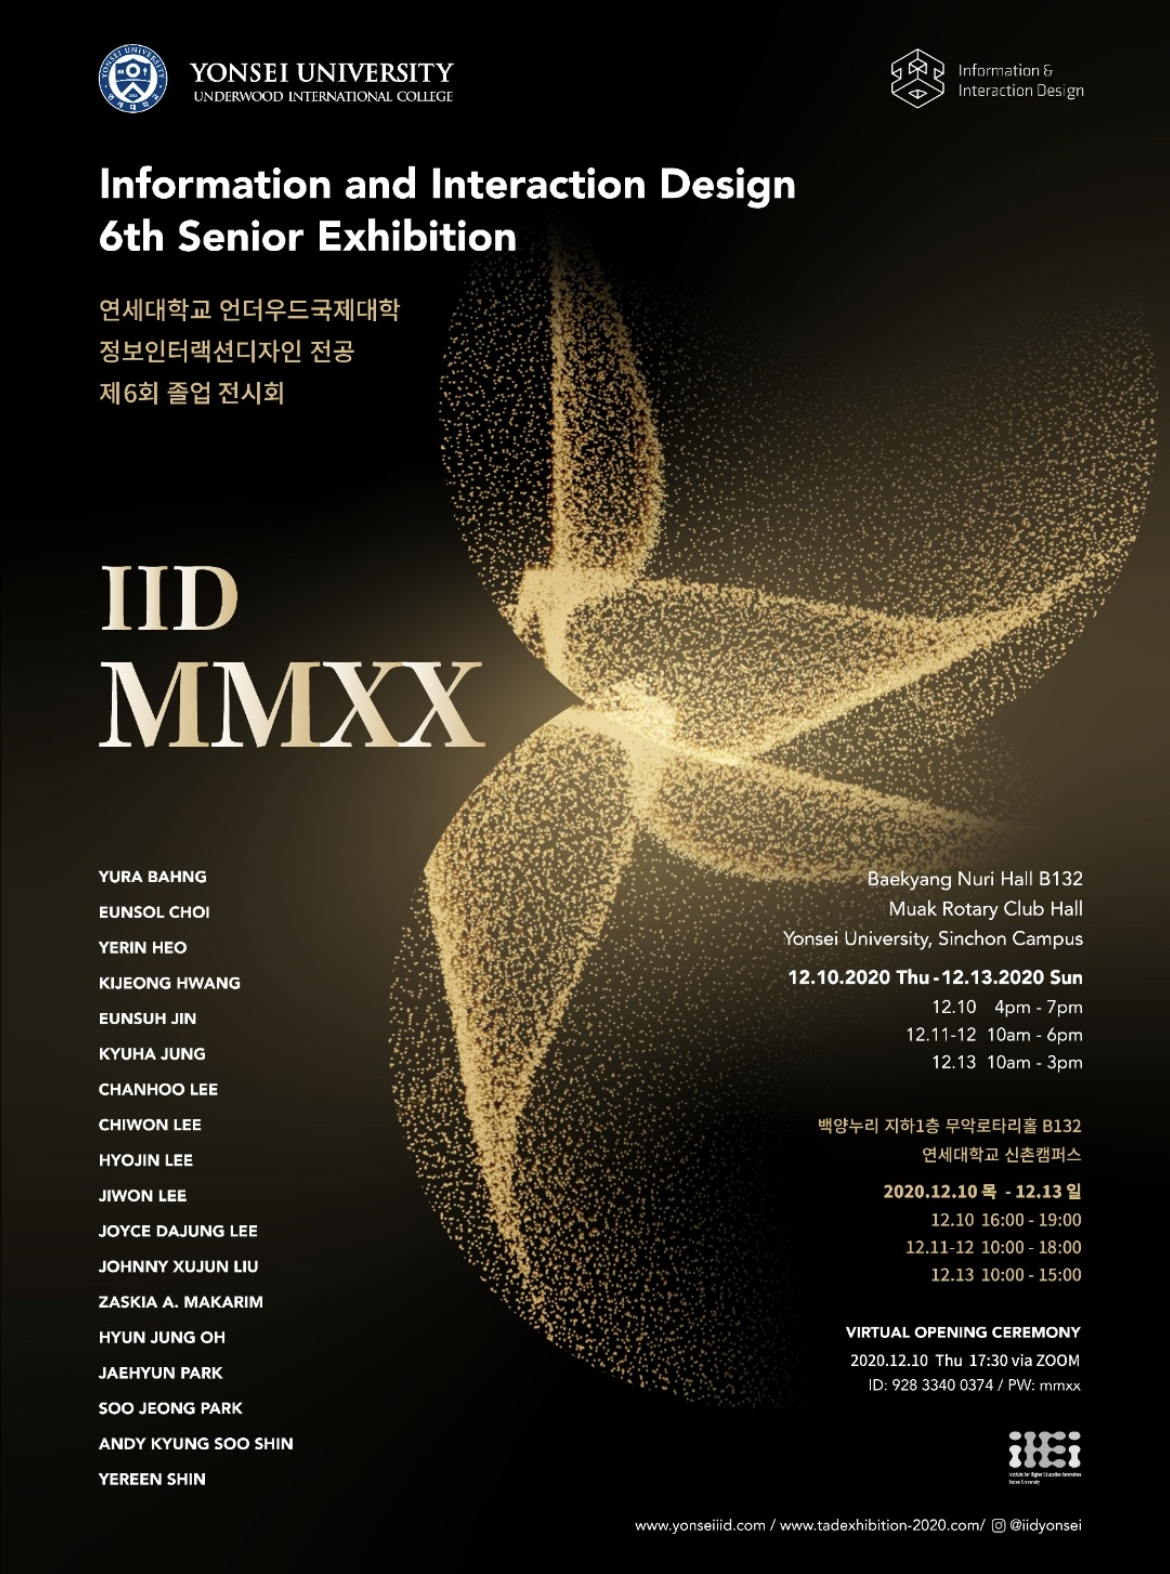 YONSEI UNIVERSITY
UNDERWOOD INTERNATIONAL COLLEGE
Information &
Interaction Design
Information and Interaction Design
6th Senior Exhibition
연세대학교 언더우드국제대학
정보인터랙션디자인 전공
제6회 졸업 전시회
IID
MMXX
YURA BAHNG
EUNSOL CHOI
YERIN HEO
KIJEONG HWANG
EUNSUH JIN
KYUHA JUNG
CHANHOO LEE
CHIWON LEE
HYOJIN LEE
JIWON LEE
JOYCE DAJUNG LEE
JOHNNY XUJUN LIU
ZASKIA A. MAKARIM
HYUN JUNG OH
JAEHYUN PARK
SOO JEONG PARK
ANDY KYUNG SOO SHIN
YEREEN SHIN
Baekyang Nuri Hall B132
Muak Rotary Club Hall
Yonsei University, Sinchon Campus
12.10.2020 Thu - 12.13.2020 Sun
12.10 4pm - 7pm
12.11-12 10am - 6pm
12.13 10am - 3pm
백양누리 지하1층 무악로타리홀 B132
연세대학교 신촌캠퍼스
2020.12.10 목 - 12.13 일
12.10 16:00 - 19:00
12.11-12 10:00 - 18:00
12.13 10:00 - 15:00
VIRTUAL OPENING CEREMONY
2020.12.10 Thu 17:30 via ZOOM
ID: 928 3340 0374 / PW: mmxx
iHEi
Institute for Higher Education Innovation
Yonsei University
www.yonseiiid.com / www.tadexhibition-2020.com/ @iidyonsei